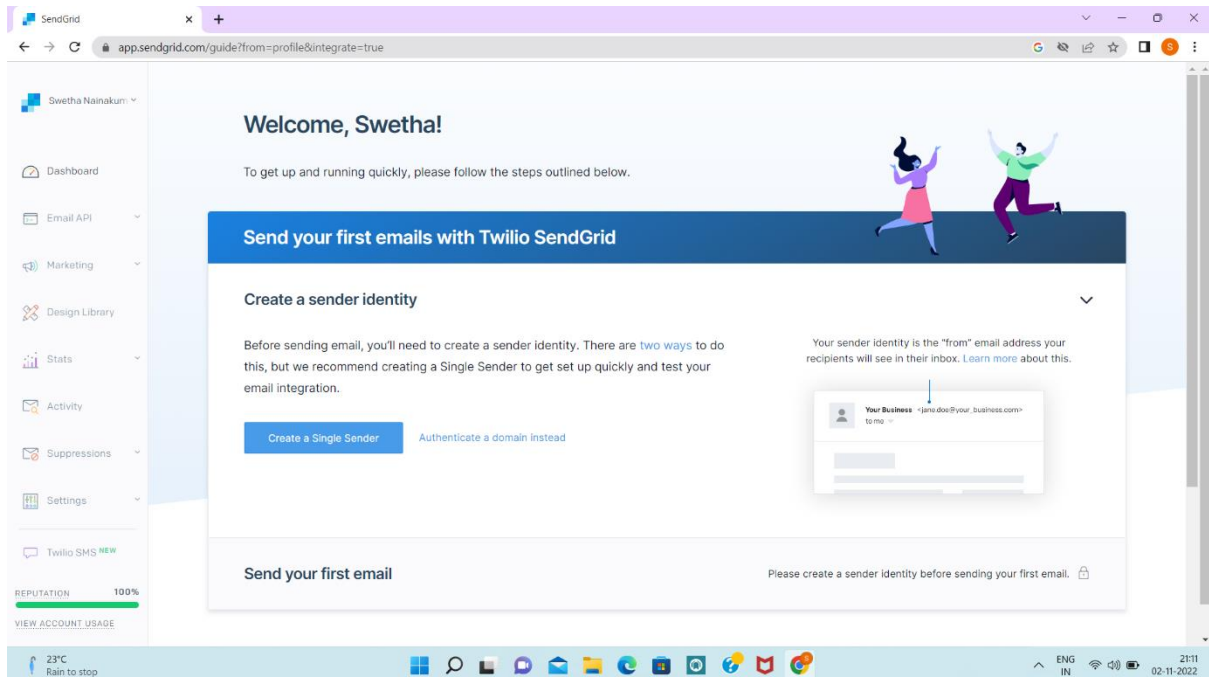 SendGrid
app.sendgrid.com/guide?from=profile&integrate=true
Swetha Nainakum
Dashboard
Email API
Marketing
Design Library
Stats
Activity
Suppressions
Settings
Twilio SMS NEW
REPUTATION 100%
VIEW ACCOUNT USAGE
Welcome, Swetha!
To get up and running quickly, please follow the steps outlined below.
Send your first emails with Twilio SendGrid
Create a sender identity
Before sending email, you'll need to create a sender identity. There are two ways to do
this, but we recommend creating a Single Sender to get set up quickly and test your
email integration.
Create a Single Sender
Authenticate a domain instead
Your sender identity is the "from" email address your
recipients will see in their inbox. Learn more about this.
Your Business <jane.doe@your_business.com>
to me
Send your first email
Please create a sender identity before sending your first email.
23°C
Rain to stop
ENG
IN
21:11
02-11-2022